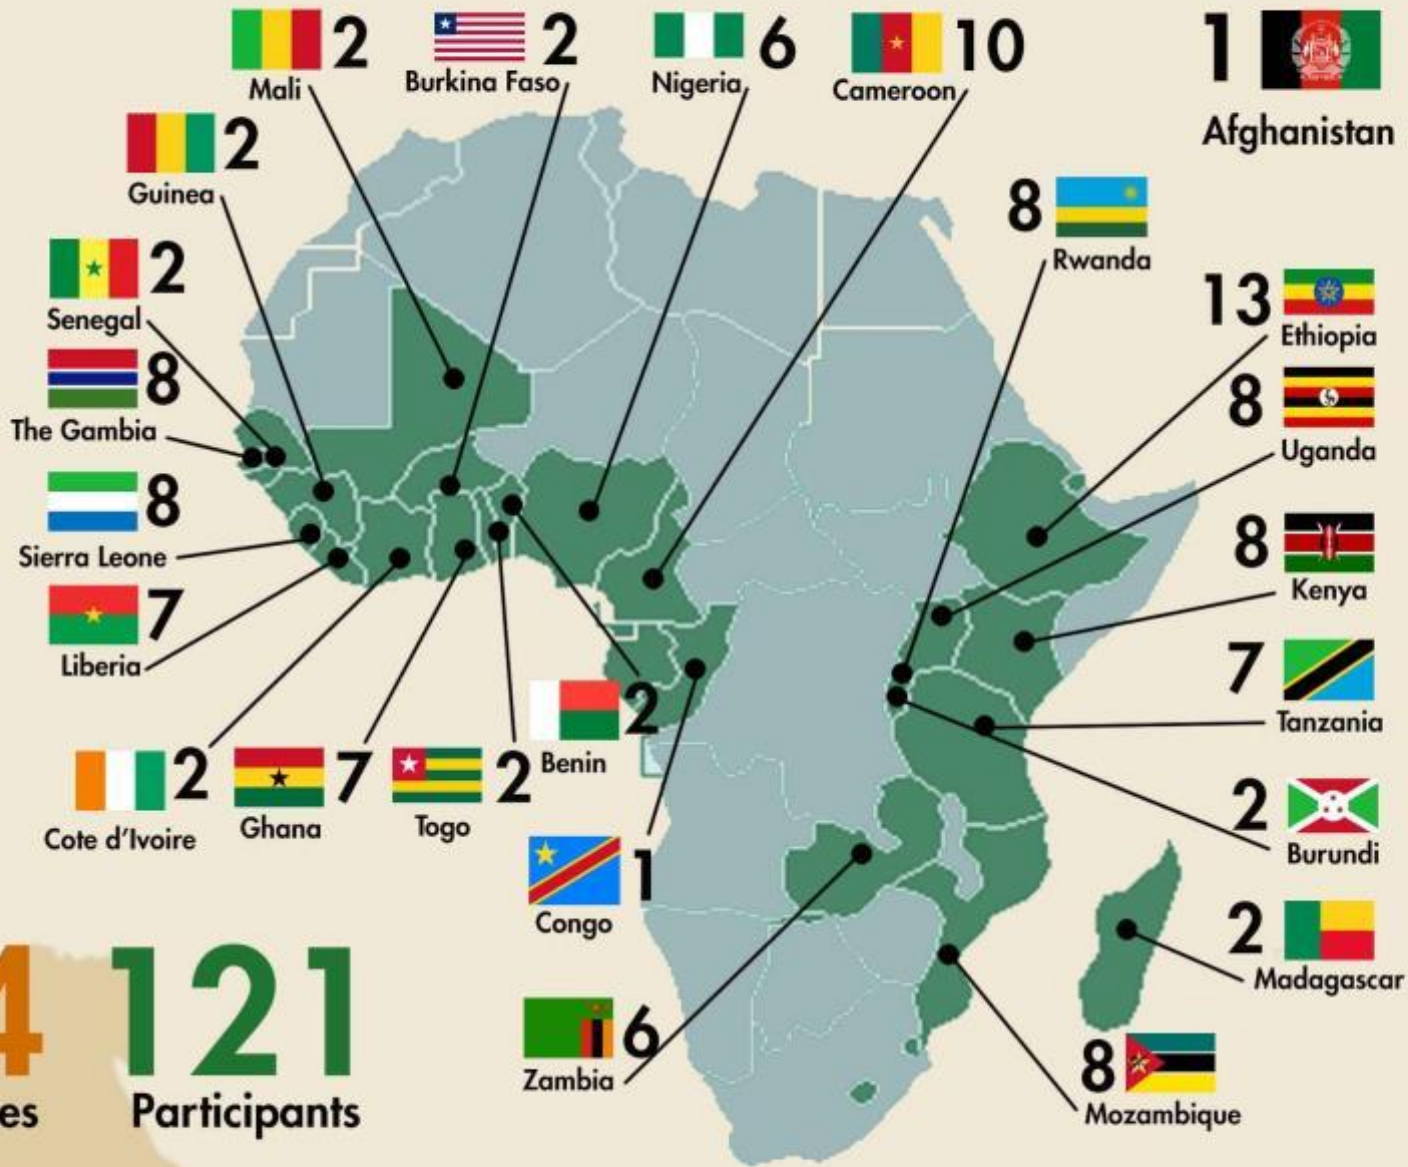 2
Mali
2
Burkina Faso
6
Nigeria
10
Cameroon
1
Afghanistan
2
Guinea
8
Rwanda
2
Senegal
13
Ethiopia
8
The Gambia
8
Uganda
8
Sierra Leone
8
Kenya
7
Liberia
7
Tanzania
2
Cote d'Ivoire
7
Ghana
2
Togo
2
Benin
2
Burundi
1
Congo
2
Madagascar
4
es
121
Participants
6
Zambia
8
Mozambique